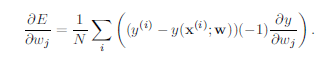 ∂E/∂w_j = 1/N ∑_i ( (y^(i) − y(**x**^(i); **w**))(−1) ∂y/∂w_j ) .